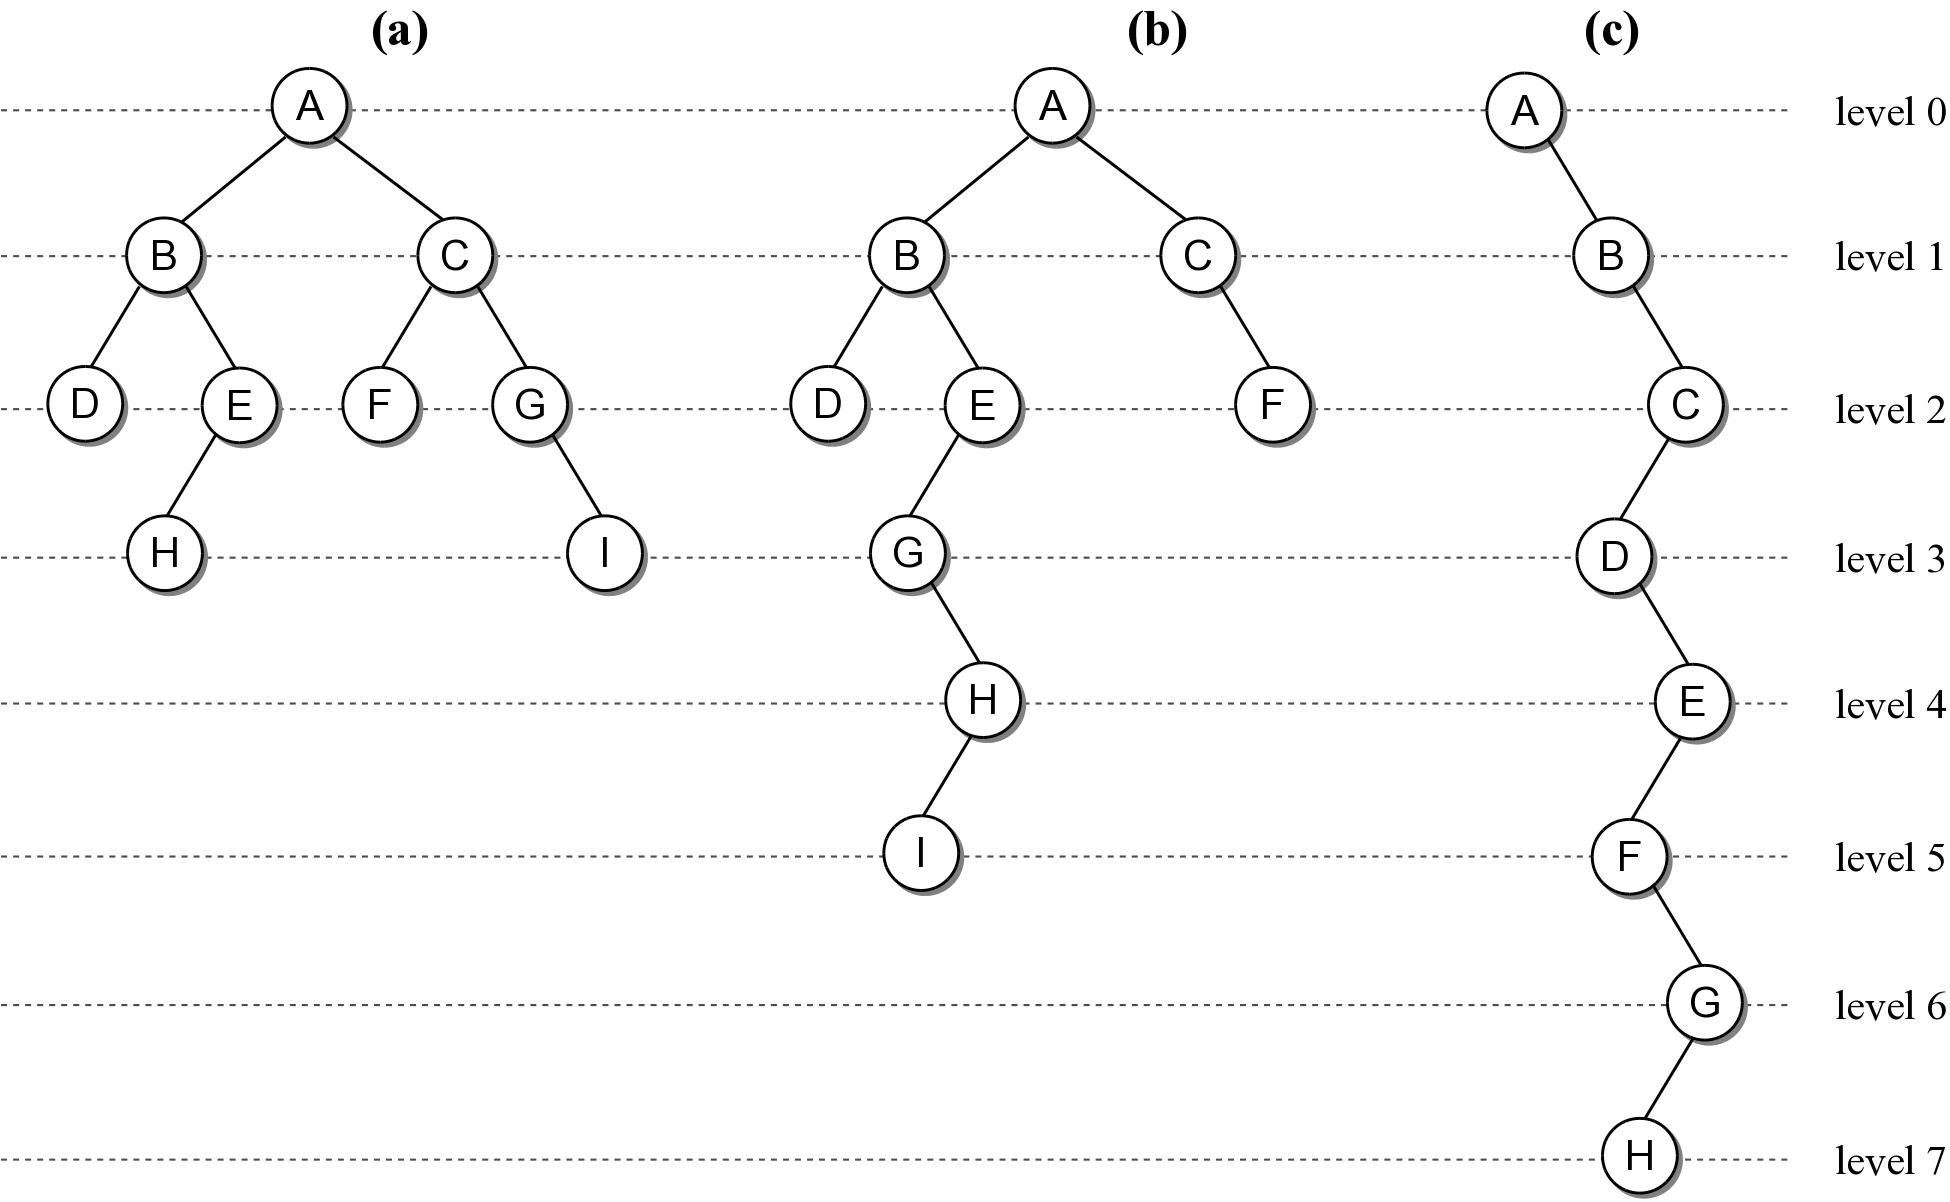 (a) (b) (c)
A A A level 0
B C B C B level 1
D E F G D E F C level 2
H I G D level 3
H E level 4
I F level 5
G level 6
H level 7